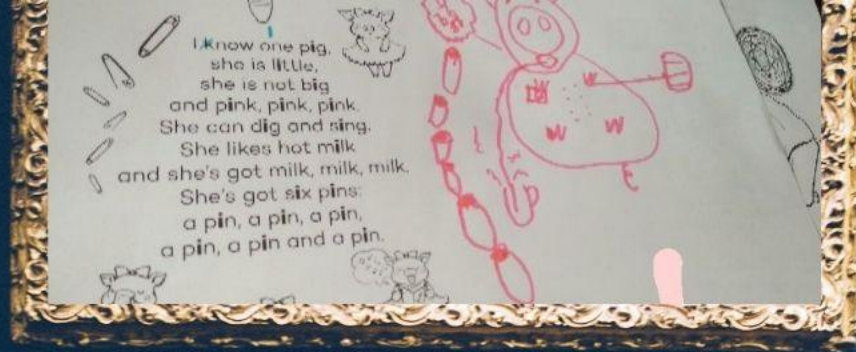 I know one pig,
she is little,
she is not big
and pink, pink, pink.
She can dig and sing.
She likes hot milk
and she's got milk, milk, milk.
She's got six pins:
a pin, a pin, a pin,
a pin, a pin and a pin.